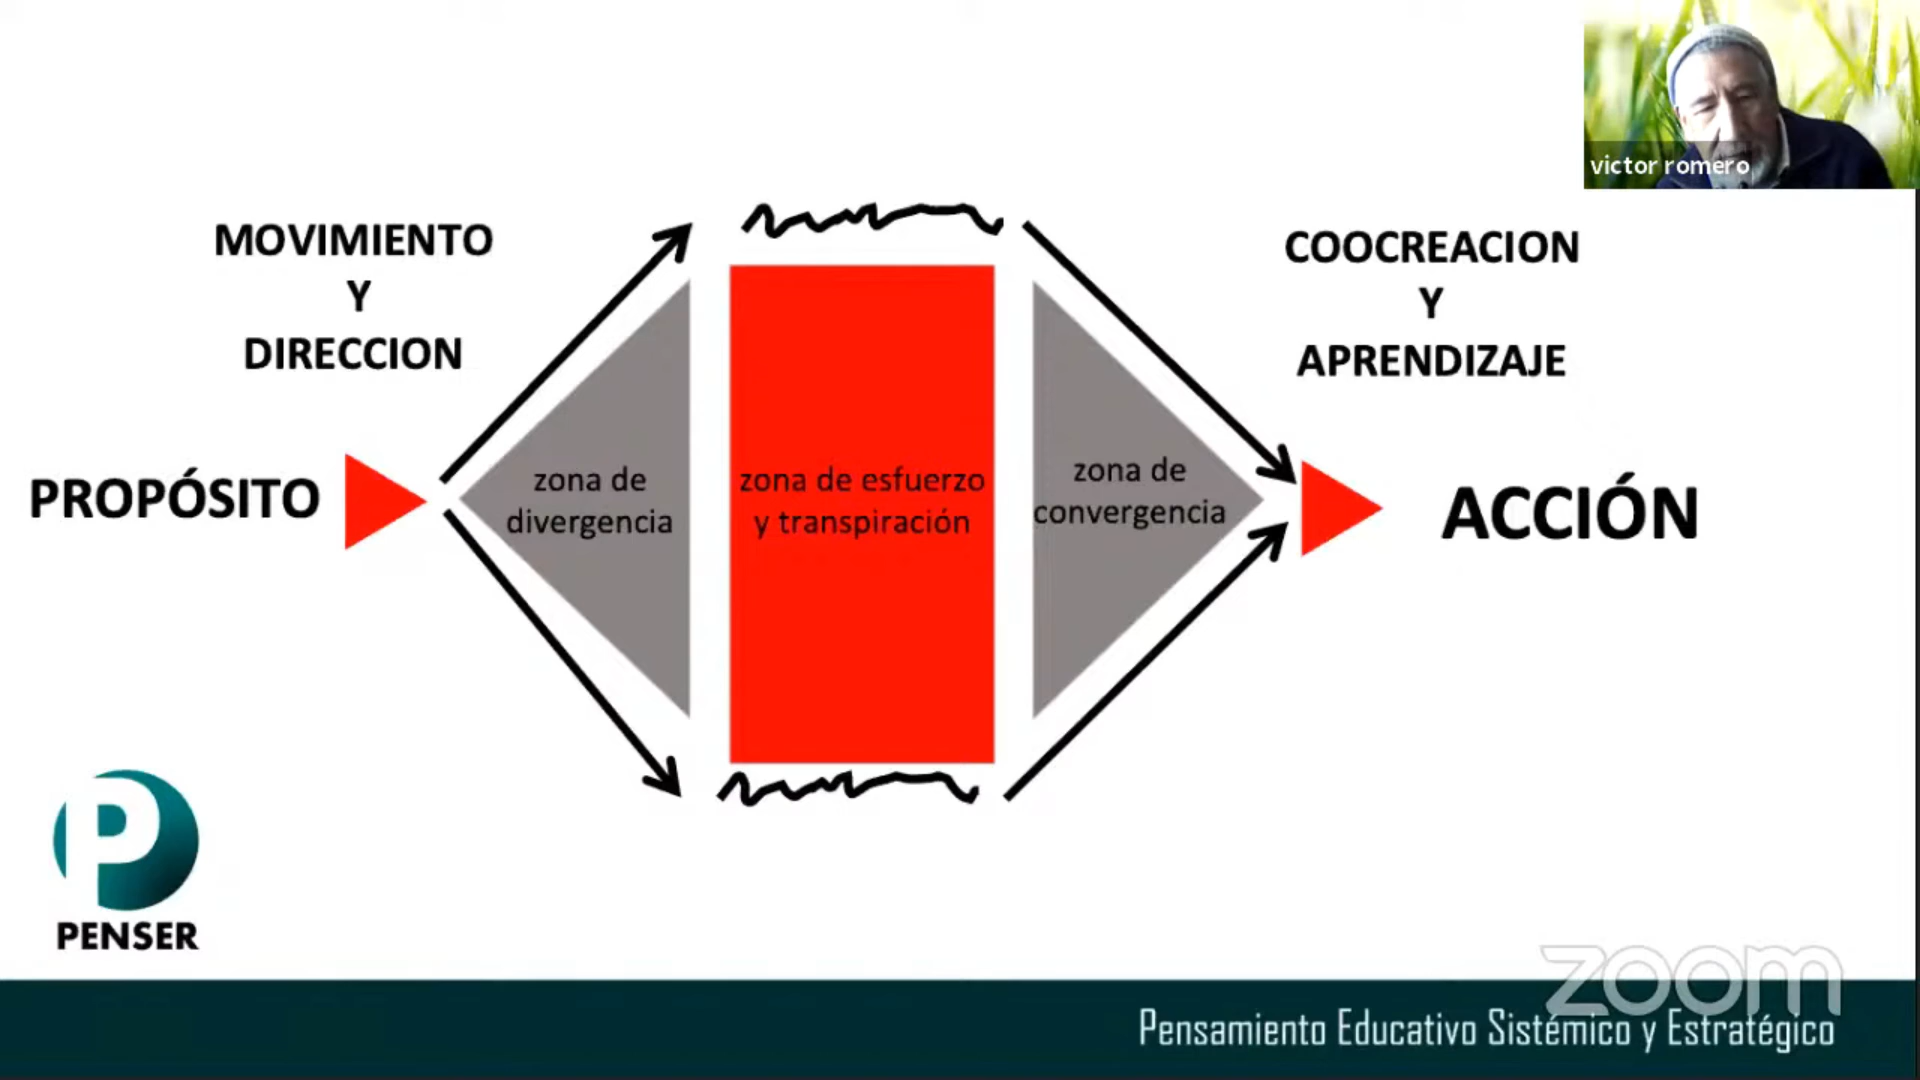 victor romero
MOVIMIENTO
Y
DIRECCION
COOCREACION
Y
APRENDIZAJE
PROPÓSITO
zona de
divergencia
zona de esfuerzo
y transpiración
zona de
convergencia
ACCIÓN
P
PENSER
zoom
Pensamiento Educativo Sistémico y Estratégico